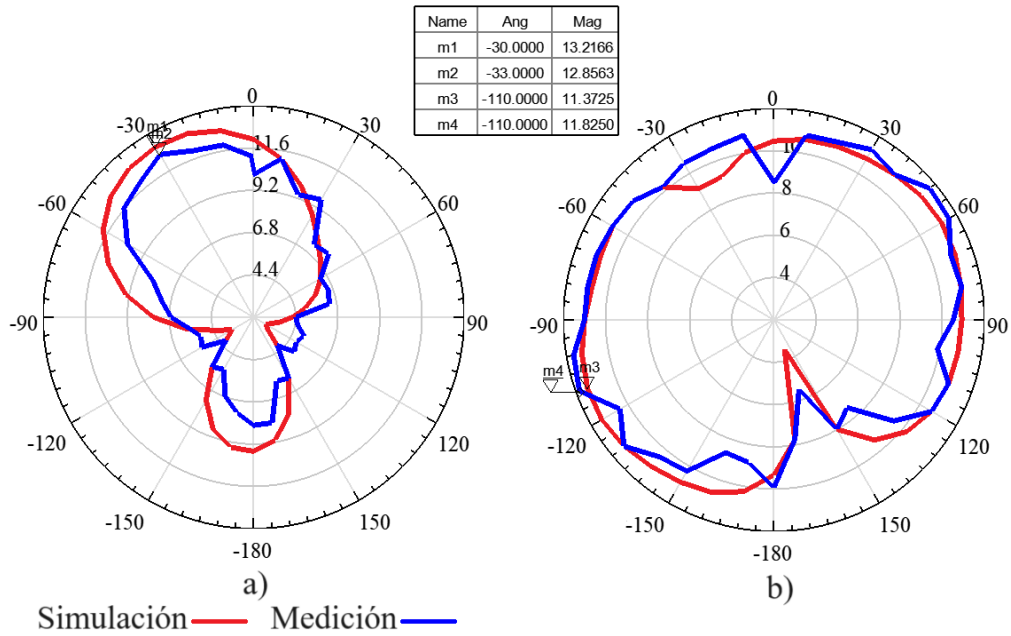 Name Ang Mag
m1 -30.0000 13.2166
m2 -33.0000 12.8563
m3 -110.0000 11.3725
m4 -110.0000 11.8250
0
-30
m1
m2
30
11.6
9.2
-60
60
6.8
4.4
-90
90
-120
120
-150
150
-180
a)
0
-30
30
10
8
-60
60
6
4
-90
90
m4
m3
-120
120
-150
150
-180
b)
Simulación
Medición